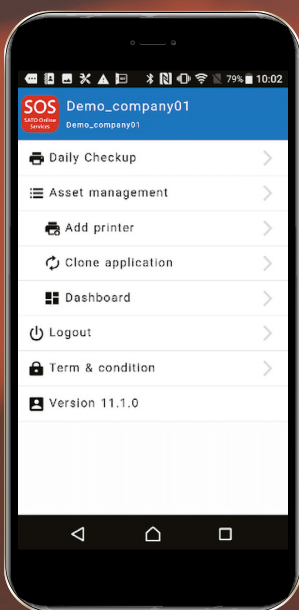 79% 10:02
SOS
SATO Online
Services
Demo_company01
Demo_company01
Daily Checkup
Asset management
Add printer
Clone application
Dashboard
Logout
Term & condition
Version 11.1.0